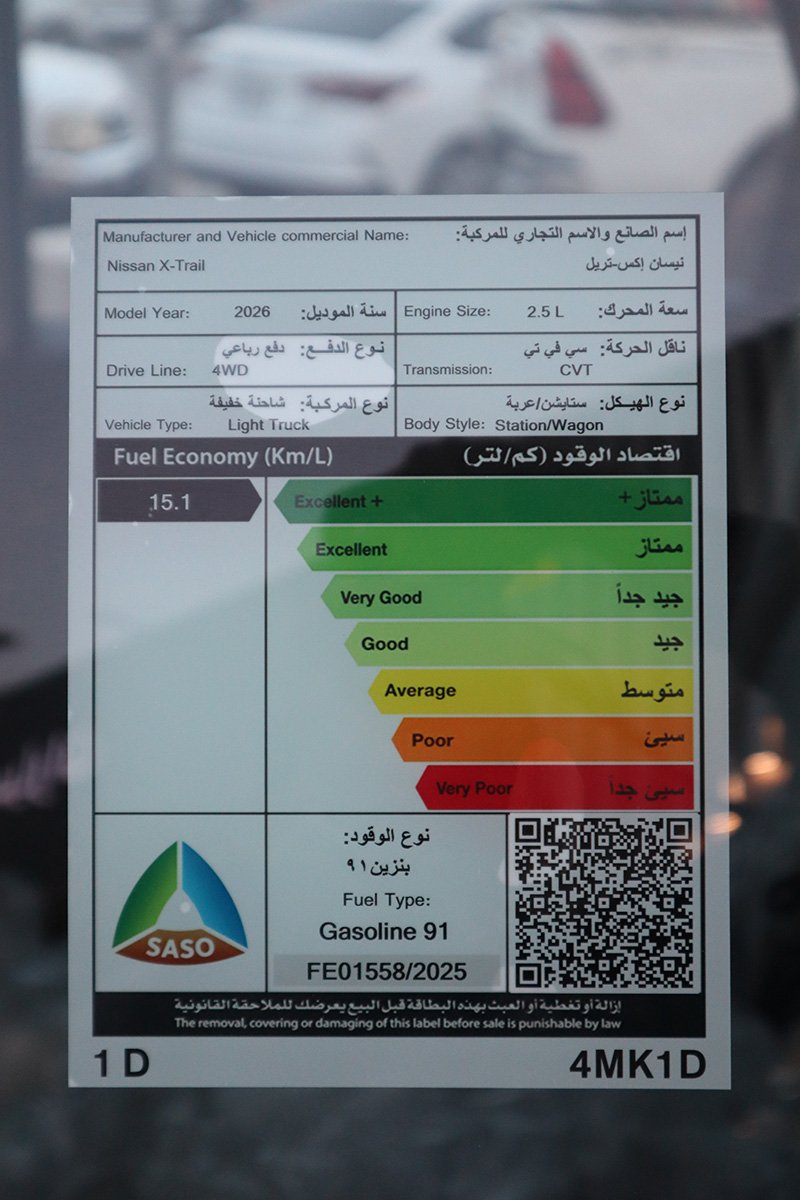 Manufacturer and Vehicle commercial Name: إسم الصانع والاسم التجاري للمركبة:
Nissan X-Trail نيسان إكس-تريل
Model Year: 2026 سنة الموديل: Engine Size: 2.5 L سعة المحرك:
نوع الدفـع: دفع رباعي
Drive Line: 4WD
ناقل الحركة: سي في تي
Transmission: CVT
نوع المركبة: شاحنة خفيفة
Vehicle Type: Light Truck
نوع الهيـكل: ستايشن/عربة
Body Style: Station/Wagon
Fuel Economy (Km/L) اقتصاد الوقود (كم/لتر)
15.1
Excellent + ممتاز+
Excellent ممتاز
Very Good جيد جداً
Good جيد
Average متوسط
Poor سيئ
Very Poor سيئ جداً
SASO
نوع الوقود:
بنزين ٩١
Fuel Type:
Gasoline 91
FE01558/2025
إزالة أو تغطية أو العبث بهذه البطاقة قبل البيع يعرضك للملاحقة القانونية
The removal, covering or damaging of this label before sale is punishable by law
1 D 4MK1D